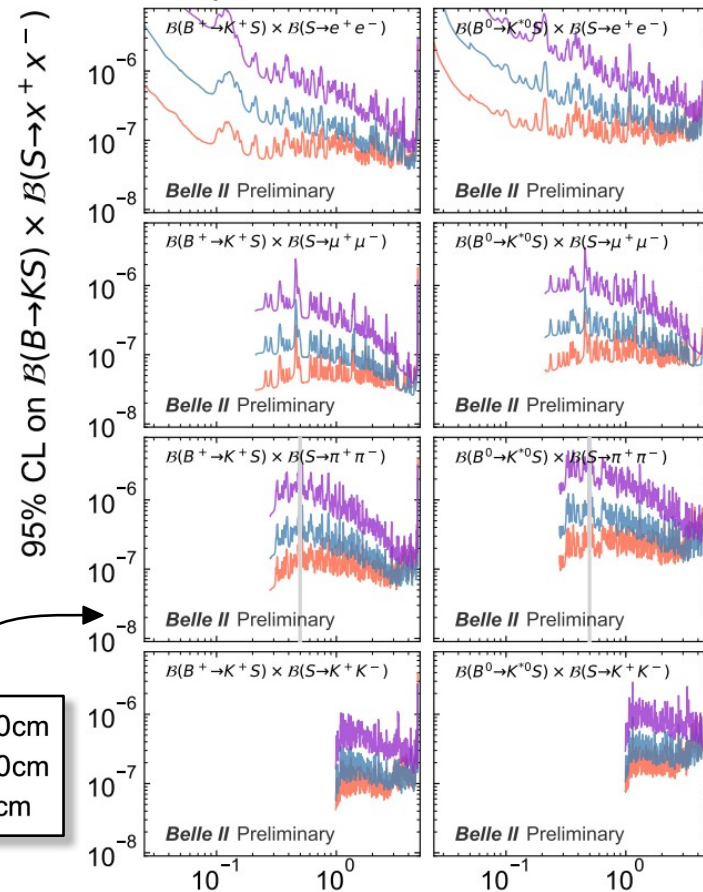 95% CL on B(B→KS) × B(S→x⁺x⁻)
B(B⁺→K⁺S) × B(S→e⁺e⁻)
B(B⁰→K*⁰S) × B(S→e⁺e⁻)
10⁻⁶
10⁻⁷
10⁻⁸
Belle II Preliminary
Belle II Preliminary
B(B⁺→K⁺S) × B(S→μ⁺μ⁻)
B(B⁰→K*⁰S) × B(S→μ⁺μ⁻)
10⁻⁶
10⁻⁷
10⁻⁸
Belle II Preliminary
Belle II Preliminary
B(B⁺→K⁺S) × B(S→π⁺π⁻)
B(B⁰→K*⁰S) × B(S→π⁺π⁻)
10⁻⁶
10⁻⁷
10⁻⁸
Belle II Preliminary
Belle II Preliminary
B(B⁺→K⁺S) × B(S→K⁺K⁻)
B(B⁰→K*⁰S) × B(S→K⁺K⁻)
10⁻⁶
10⁻⁷
10⁻⁸
Belle II Preliminary
Belle II Preliminary
10⁻¹ 10⁰ 10⁻¹ 10⁰
0cm
0cm
cm